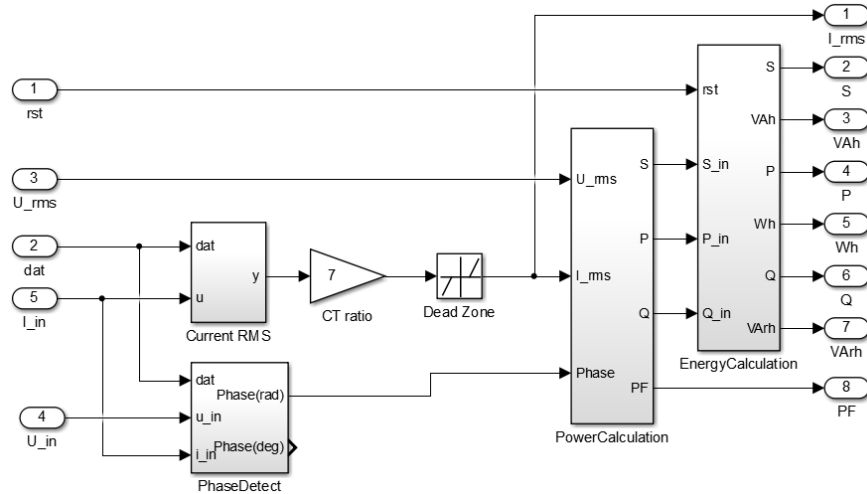 1
rst
3
U_rms
2
dat
5
I_in
4
U_in
dat
u
y
Current RMS
7
CT ratio
Dead Zone
dat
u_in
i_in
Phase(rad)
Phase(deg)
PhaseDetect
U_rms
I_rms
Phase
S
P
Q
PF
PowerCalculation
rst
S_in
P_in
Q_in
S
VAh
P
Wh
Q
VArh
EnergyCalculation
1
I_rms
2
S
3
VAh
4
P
5
Wh
6
Q
7
VArh
8
PF